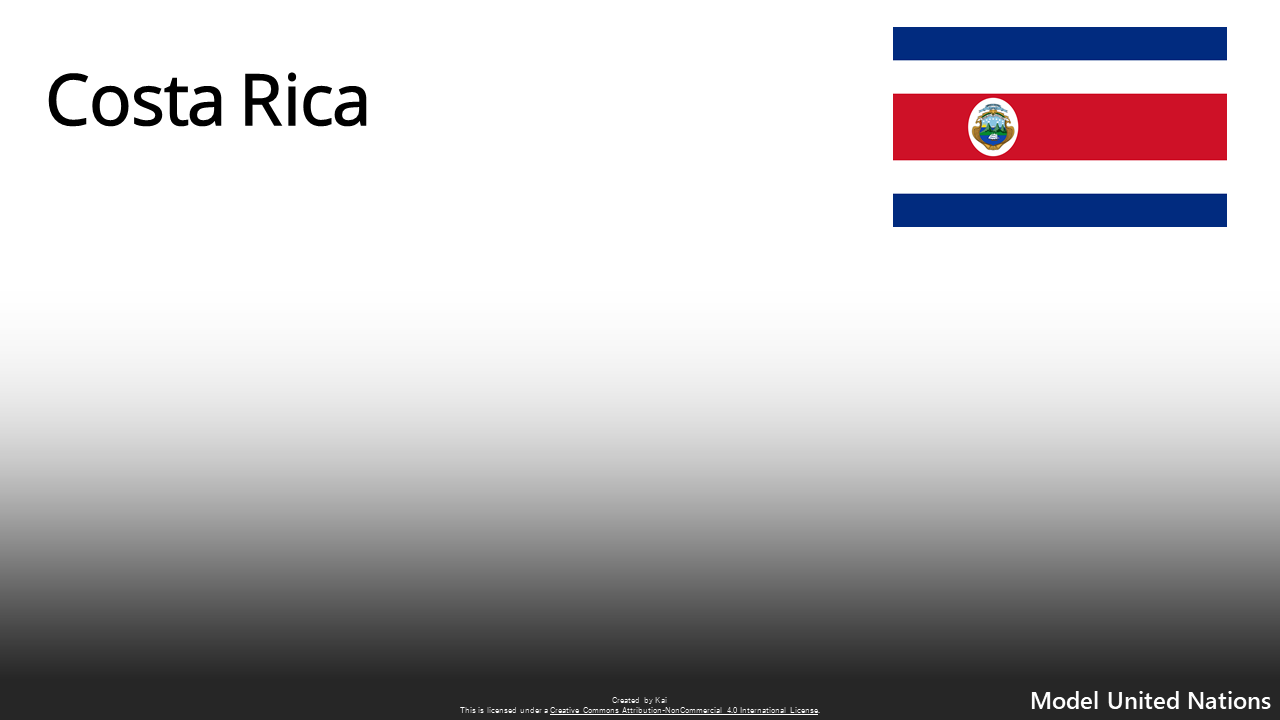 Costa Rica
Created by Kai
This is licensed under a Creative Commons Attribution-NonCommercial 4.0 International License.
Model United Nations